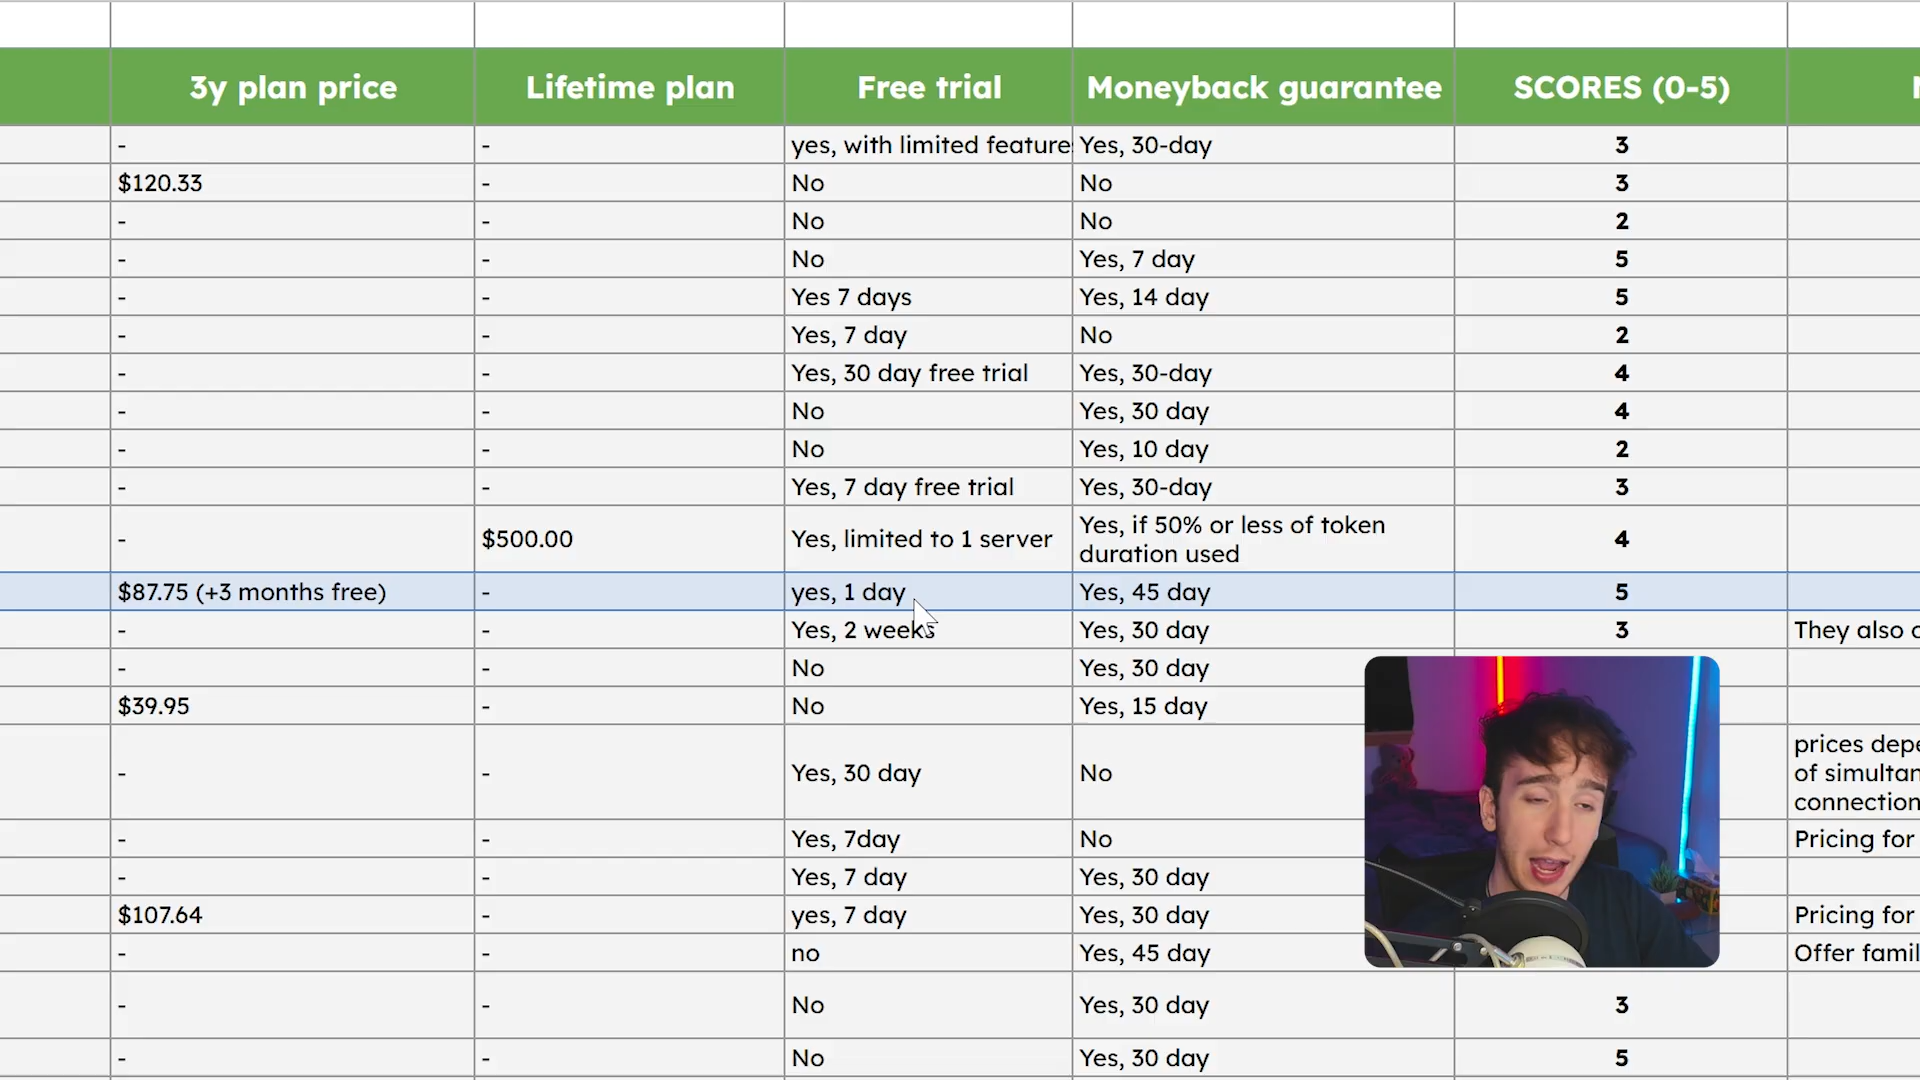 3y plan price Lifetime plan Free trial Moneyback guarantee SCORES (0-5)
- - yes, with limited feature Yes, 30-day 3
$120.33 - No No 3
- - No No 2
- - No Yes, 7 day 5
- - Yes 7 days Yes, 14 day 5
- - Yes, 7 day No 2
- - Yes, 30 day free trial Yes, 30-day 4
- - No Yes, 30 day 4
- - No Yes, 10 day 2
- - Yes, 7 day free trial Yes, 30-day 3
- $500.00 Yes, limited to 1 server Yes, if 50% or less of token
duration used 4
$87.75 (+3 months free) - yes, 1 day Yes, 45 day 5
- - Yes, 2 weeks Yes, 30 day 3 They also
- - No Yes, 30 day
$39.95 - No Yes, 15 day
- - Yes, 30 day No prices
of
connection
- - Yes, 7day No Pricing for
- - Yes, 7 day Yes, 30 day
$107.64 - yes, 7 day Yes, 30 day Pricing for
- - no Yes, 45 day Offer
- - No Yes, 30 day 3
- - No Yes, 30 day 5